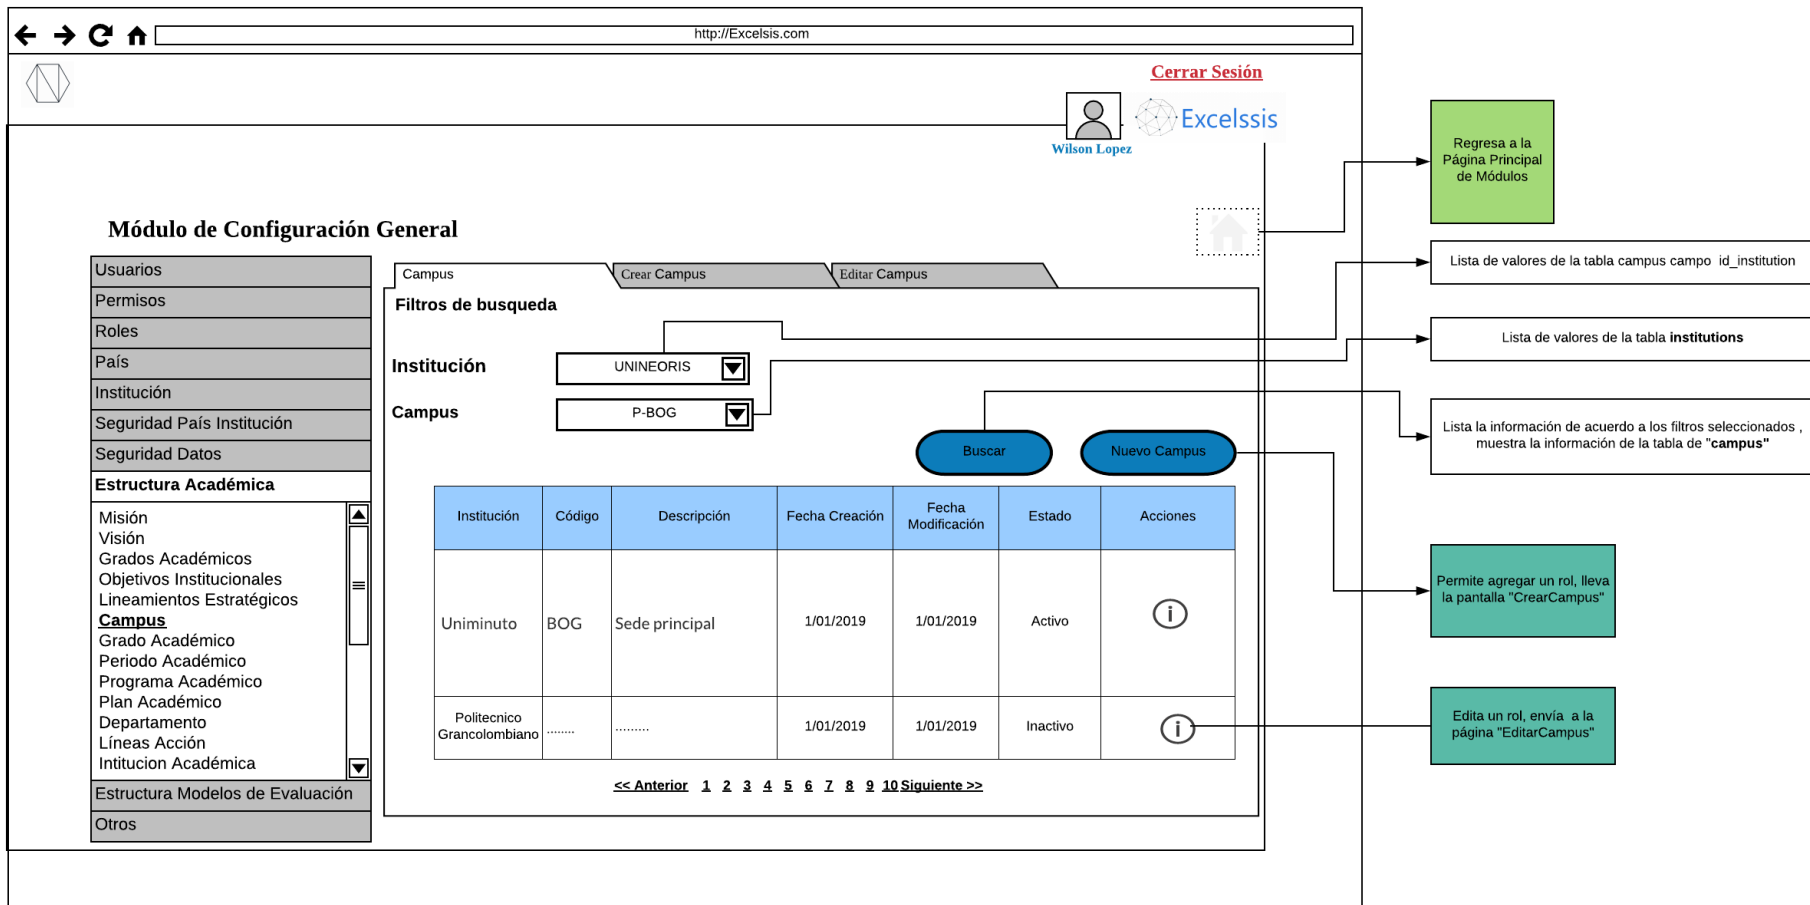 http://Excelsis.com
Cerrar Sesión
Excelssis
Wilson Lopez
Módulo de Configuración General
Usuarios
Permisos
Roles
País
Institución
Seguridad País Institución
Seguridad Datos
Estructura Académica
Misión
Visión
Grados Académicos
Objetivos Institucionales
Lineamientos Estratégicos
Campus
Grado Académico
Periodo Académico
Programa Académico
Plan Académico
Departamento
Líneas Acción
Intitucion Académica
Estructura Modelos de Evaluación
Otros
Campus
Crear Campus
Editar Campus
Filtros de busqueda
Institución
UNINEORIS
Campus
P-BOG
Buscar
Nuevo Campus
Institución Código Descripción Fecha Creación Fecha Modificación Estado Acciones
Uniminuto BOG Sede principal 1/01/2019 1/01/2019 Activo
Politecnico
Grancolombiano ........ ......... 1/01/2019 1/01/2019 Inactivo
<< Anterior 1 2 3 4 5 6 7 8 9 10 Siguiente >>
Regresa a la
Página Principal
de Módulos
Lista de valores de la tabla campus campo id_institution
Lista de valores de la tabla institutions
Lista la información de acuerdo a los filtros seleccionados ,
muestra la información de la tabla de "campus"
Permite agregar un rol, lleva
la pantalla "CrearCampus"
Edita un rol, envía a la
página "EditarCampus"